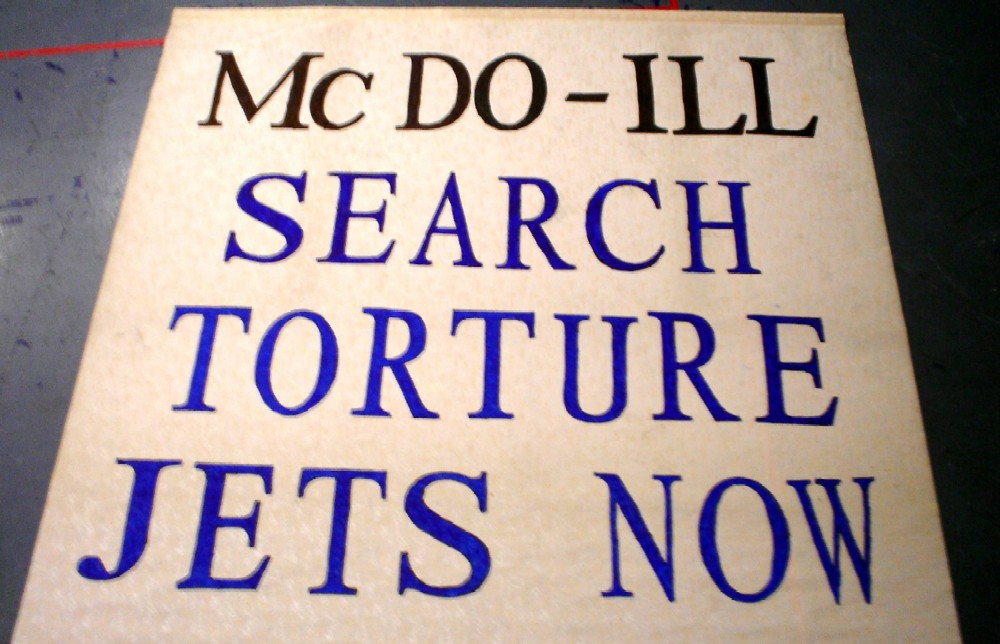 Mc DO-ILL
SEARCH
TORTURE
JETS NOW